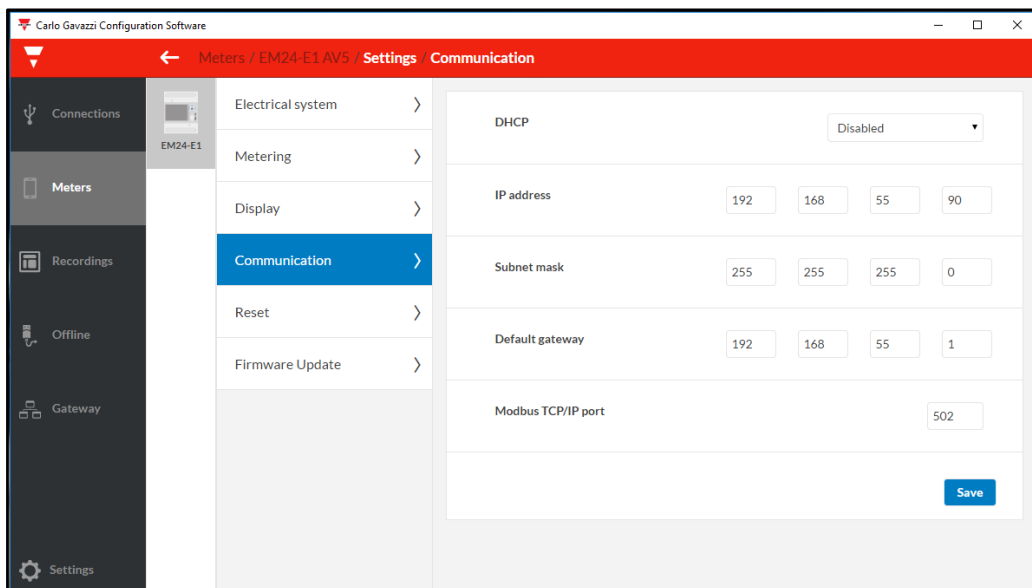 Carlo Gavazzi Configuration Software
Meters / EM24-E1 AV5 / Settings / Communication
Connections
Meters
Recordings
Offline
Gateway
Settings
EM24-E1
Electrical system
Metering
Display
Communication
Reset
Firmware Update
DHCP Disabled
IP address 192 168 55 90
Subnet mask 255 255 255 0
Default gateway 192 168 55 1
Modbus TCP/IP port 502
Save